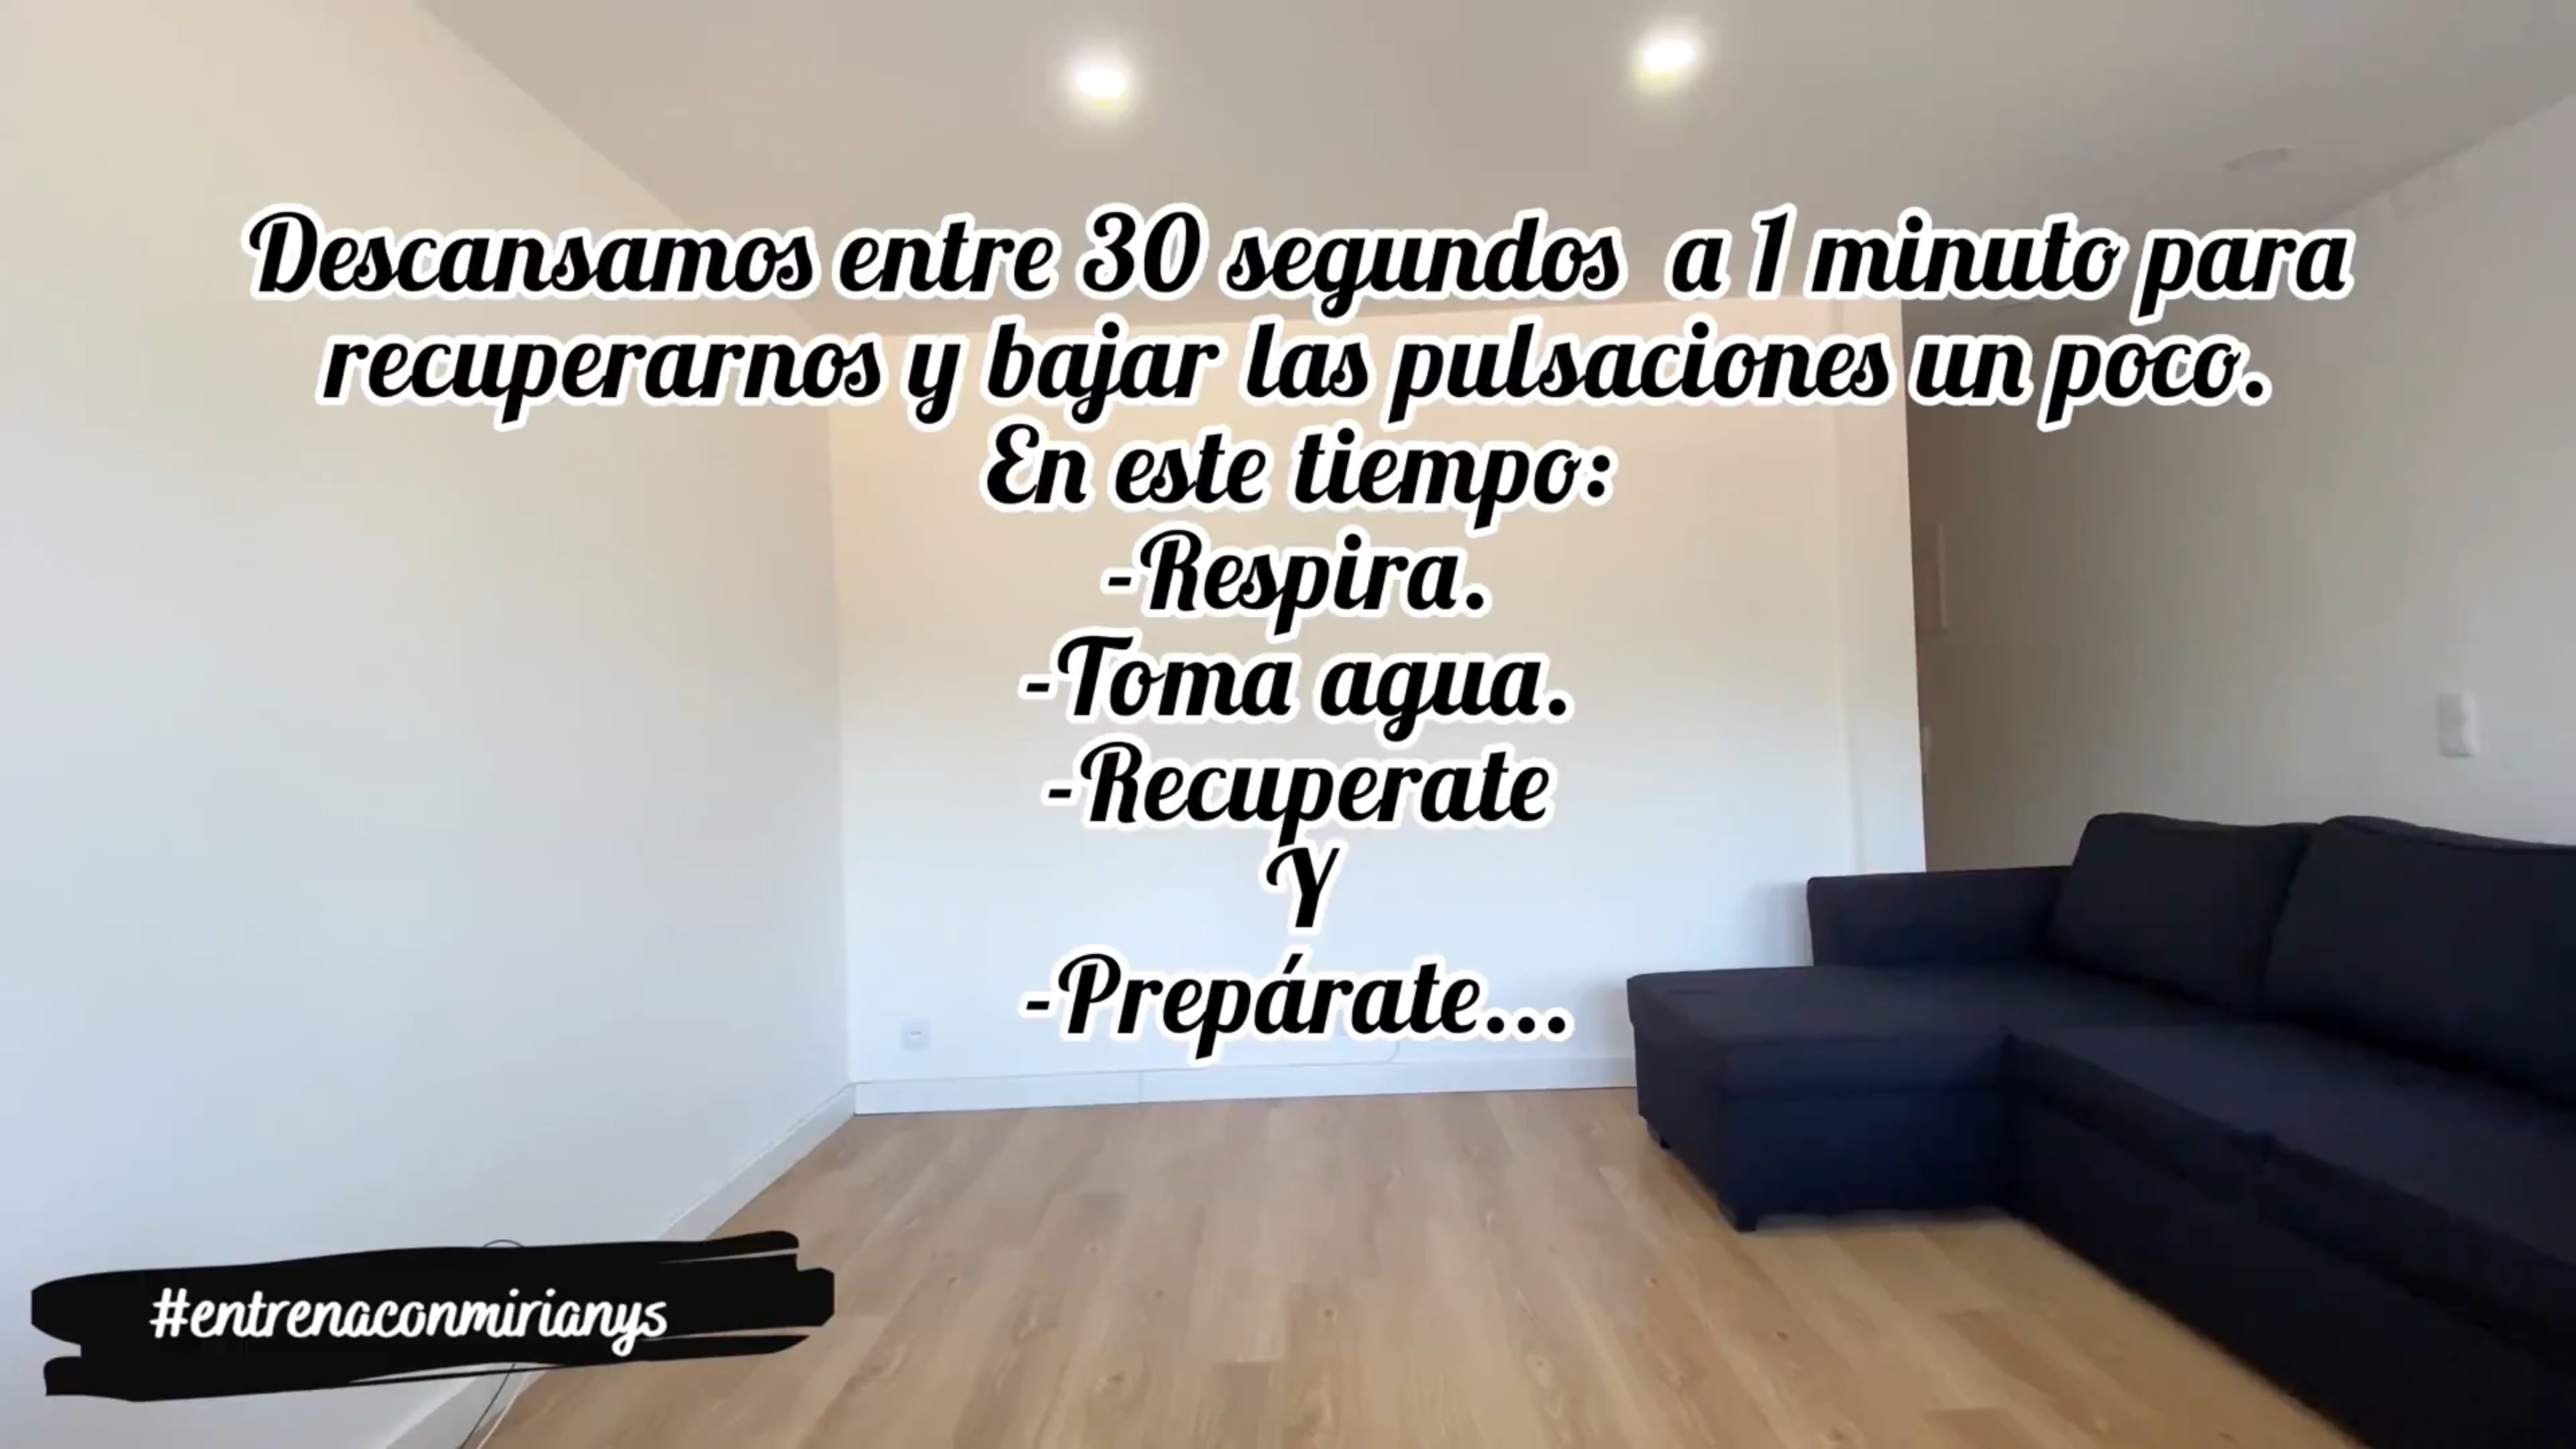 Descansamos entre 30 segundos a 1 minuto para
recuperarnos y bajar las pulsaciones un poco.
En este tiempo:
-Respira.
-Toma agua.
-Recuperate
Y
-Prepárate...
#entrenaconmirianys